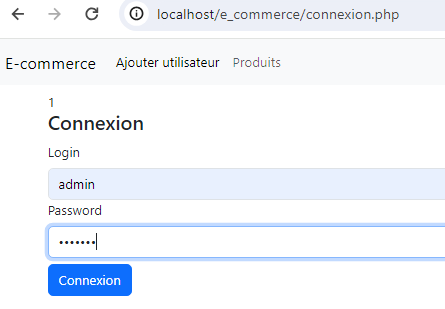 localhost/e_commerce/connexion.php
E-commerce Ajouter utilisateur Produits
1
Connexion
Login
admin
Password
•••••••
Connexion